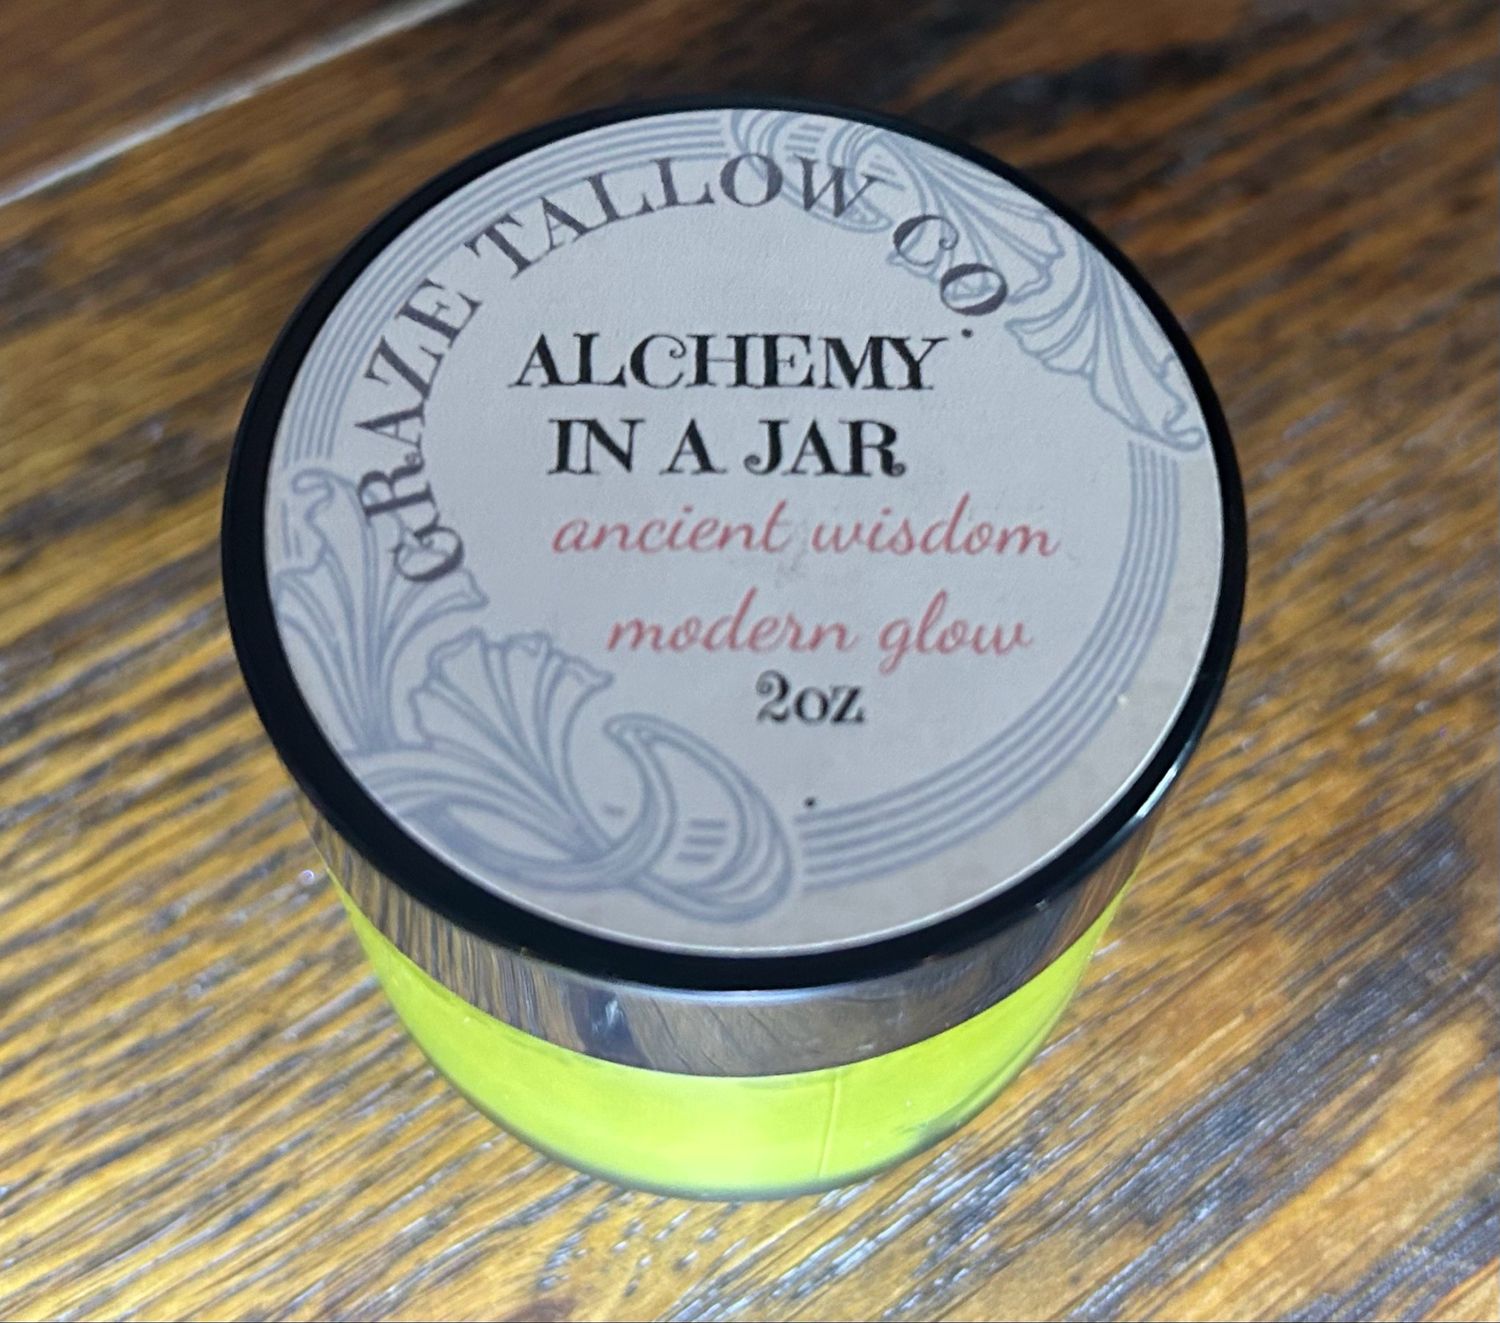 GRAZE TALLOW CO.
ALCHEMY
IN A JAR
ancient wisdom
modern glow
2oz